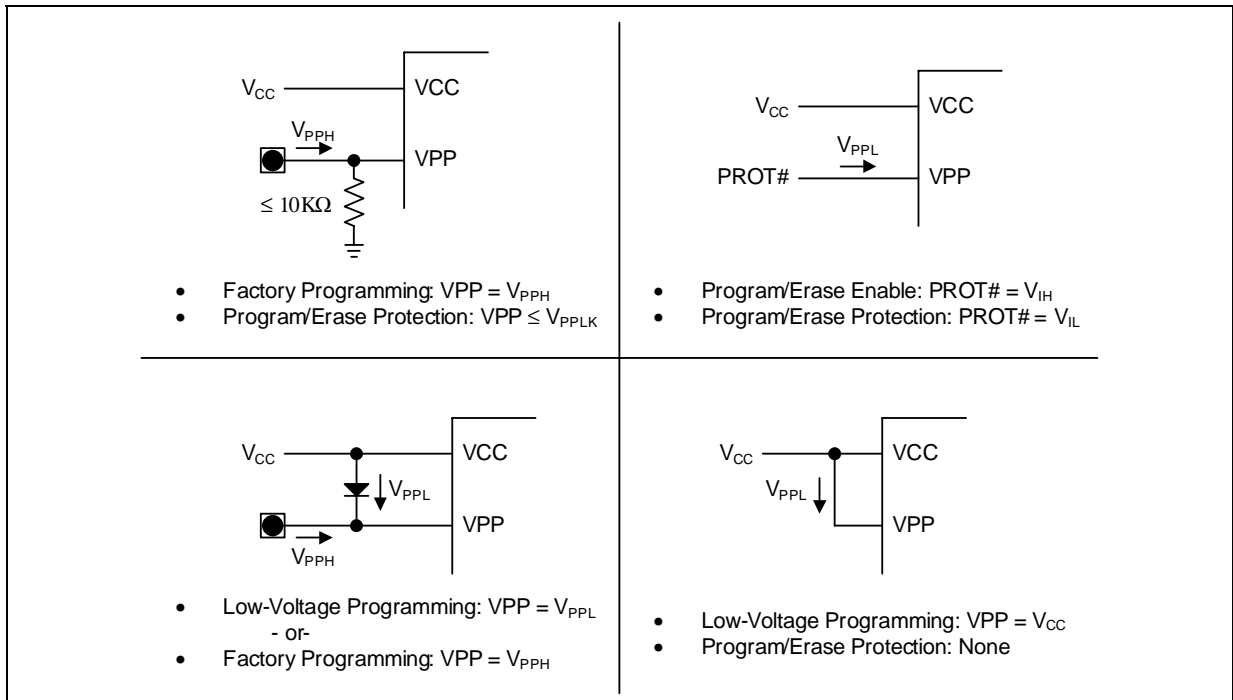 V_CC
VCC
V_PPH
VPP
≤ 10KΩ
• Factory Programming: VPP = V_PPH
• Program/Erase Protection: VPP ≤ V_PPLK
V_CC
VCC
V_PPL
PROT#
VPP
• Program/Erase Enable: PROT# = V_IH
• Program/Erase Protection: PROT# = V_IL
V_CC
VCC
V_PPL
VPP
V_PPH
• Low-Voltage Programming: VPP = V_PPL
- or-
• Factory Programming: VPP = V_PPH
V_CC
VCC
V_PPL
VPP
• Low-Voltage Programming: VPP = V_CC
• Program/Erase Protection: None